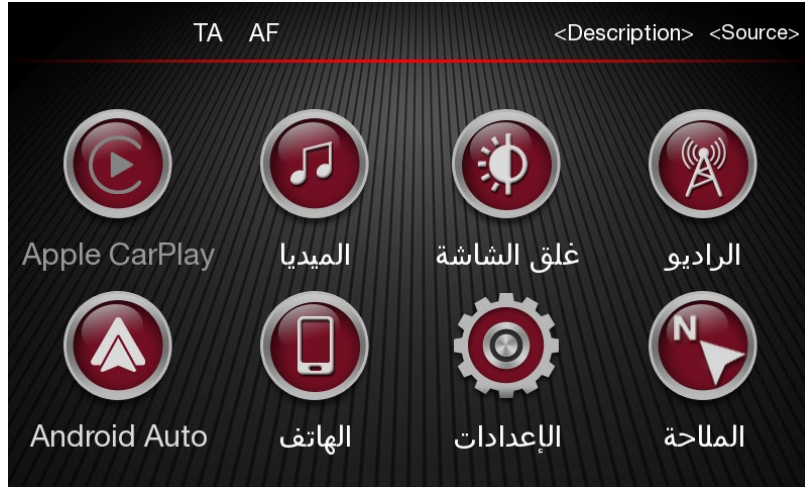 TA AF <Description> <Source>
الراديو
غلق الشاشة
الميديا
Apple CarPlay
N
الملاحة
الإعدادات
الهاتف
Android Auto